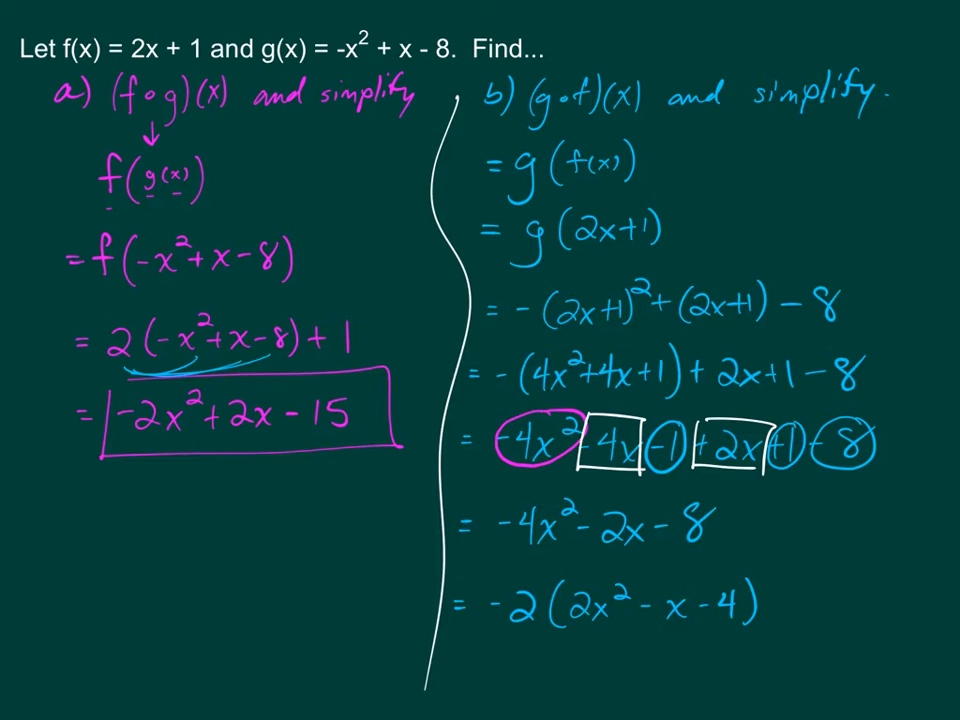 Let f(x) = 2x + 1 and g(x) = -x² + x - 8. Find...
a) (f∘g)(x) and simplify
f(g(x))
= f(-x²+x-8)
= 2(-x²+x-8)+1
= -2x²+2x-15
b) (g∘f)(x) and simplify.
= g(f(x))
= g(2x+1)
= -(2x+1)²+(2x+1)-8
= -(4x²+4x+1)+2x+1-8
= -4x²-4x-1+2x+1-8
= -4x²-2x-8
= -2(2x²-x-4)